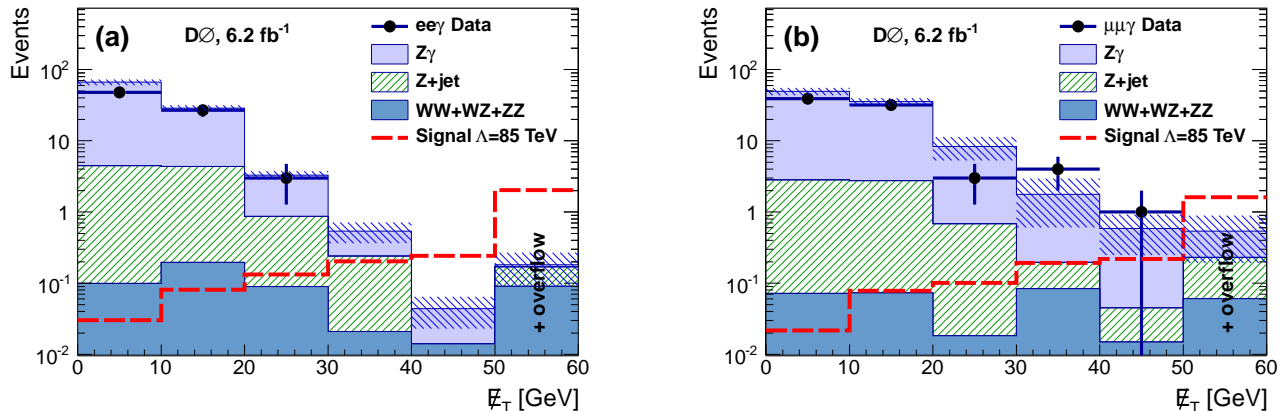 Events
(a)
DØ, 6.2 fb⁻¹
eeγ Data
Zγ
Z+jet
WW+WZ+ZZ
Signal Λ=85 TeV
10²
10
1
10⁻¹
10⁻²
+ overflow
0 10 20 30 40 50 60
E̸_T [GeV]
Events
(b)
DØ, 6.2 fb⁻¹
μμγ Data
Zγ
Z+jet
WW+WZ+ZZ
Signal Λ=85 TeV
10²
10
1
10⁻¹
10⁻²
+ overflow
0 10 20 30 40 50 60
E̸_T [GeV]